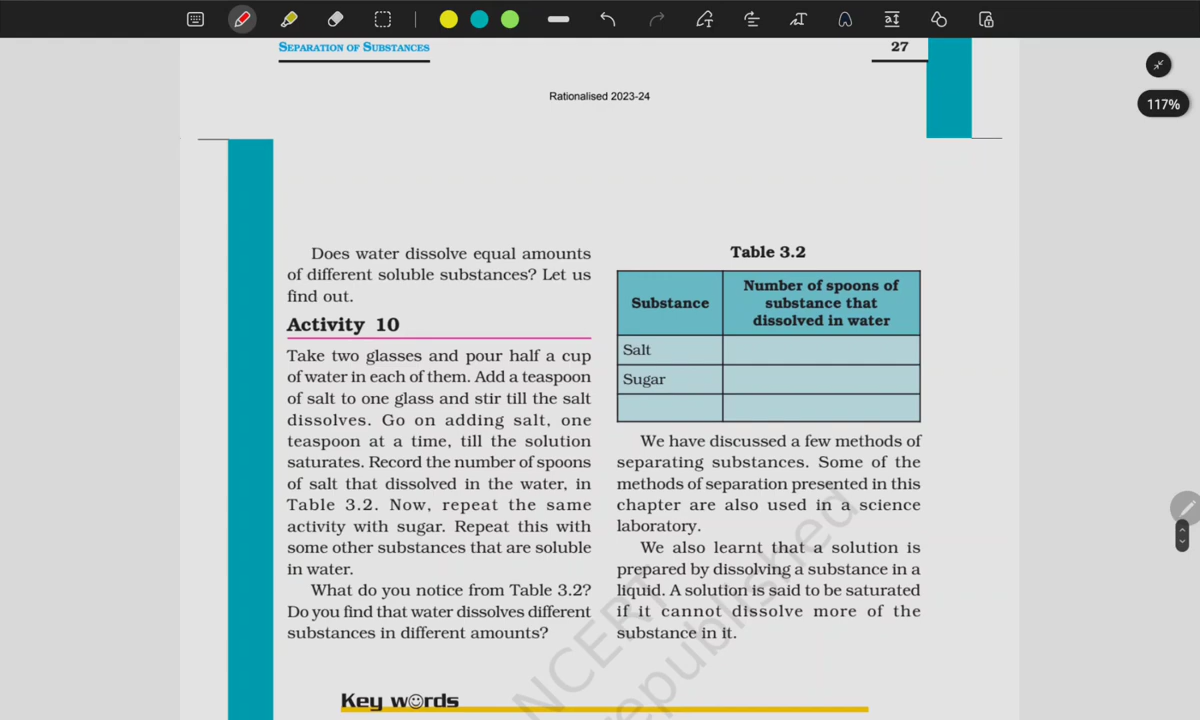 117%
SEPARATION OF SUBSTANCES
27
Rationalised 2023-24
Does water dissolve equal amounts
of different soluble substances? Let us
find out.
Activity 10
Take two glasses and pour half a cup
of water in each of them. Add a teaspoon
of salt to one glass and stir till the salt
dissolves. Go on adding salt, one
teaspoon at a time, till the solution
saturates. Record the number of spoons
of salt that dissolved in the water, in
Table 3.2. Now, repeat the same
activity with sugar. Repeat this with
some other substances that are soluble
in water.
What do you notice from Table 3.2?
Do you find that water dissolves different
substances in different amounts?
Table 3.2
Substance
Number of spoons of
substance that
dissolved in water
Salt
Sugar
We have discussed a few methods of
separating substances. Some of the
methods of separation presented in this
chapter are also used in a science
laboratory.
We also learnt that a solution is
prepared by dissolving a substance in a
liquid. A solution is said to be saturated
if it cannot dissolve more of the
substance in it.
Key words
NCERT
republished